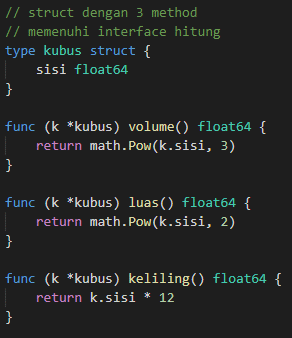 // struct dengan 3 method
// memenuhi interface hitung
type kubus struct {
    sisi float64
}

func (k *kubus) volume() float64 {
    return math.Pow(k.sisi, 3)
}

func (k *kubus) luas() float64 {
    return math.Pow(k.sisi, 2)
}

func (k *kubus) keliling() float64 {
    return k.sisi * 12
}